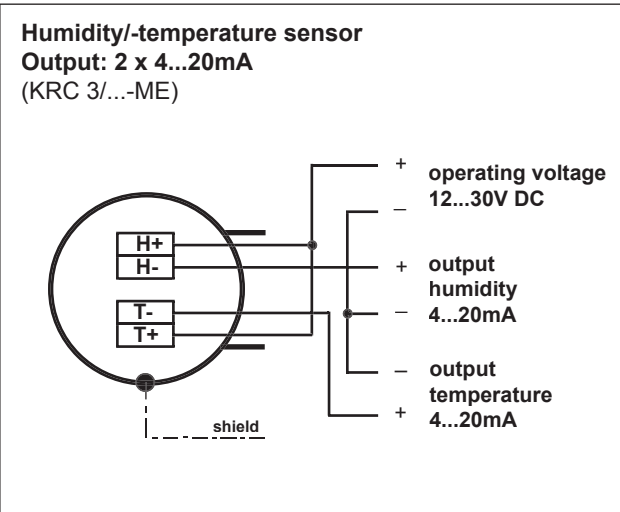 Humidity/-temperature sensor
Output: 2 x 4...20mA
(KRC 3/...-ME)
+ operating voltage
– 12...30V DC
H+
H-
T-
T+
+ output
humidity
– 4...20mA
– output
temperature
+ 4...20mA
shield